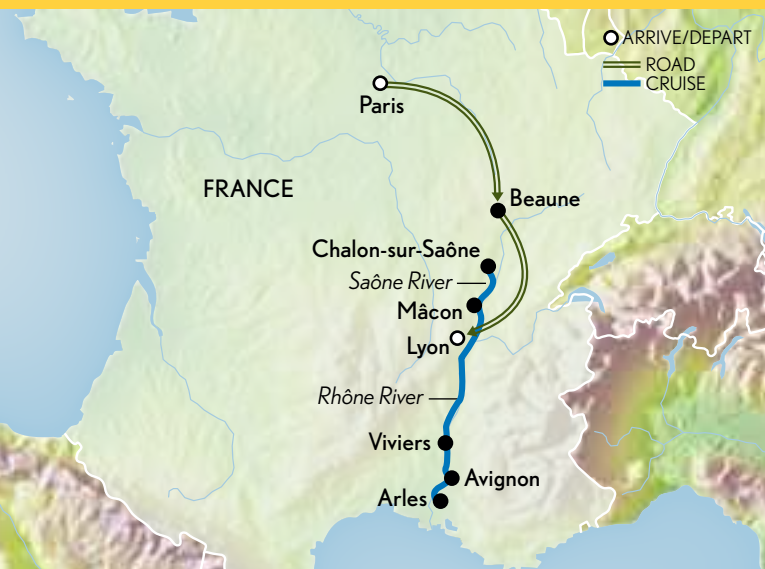 ARRIVE/DEPART
ROAD
CRUISE
Paris
FRANCE
Beaune
Chalon-sur-Saône
Saône River
Mâcon
Lyon
Rhône River
Viviers
Avignon
Arles